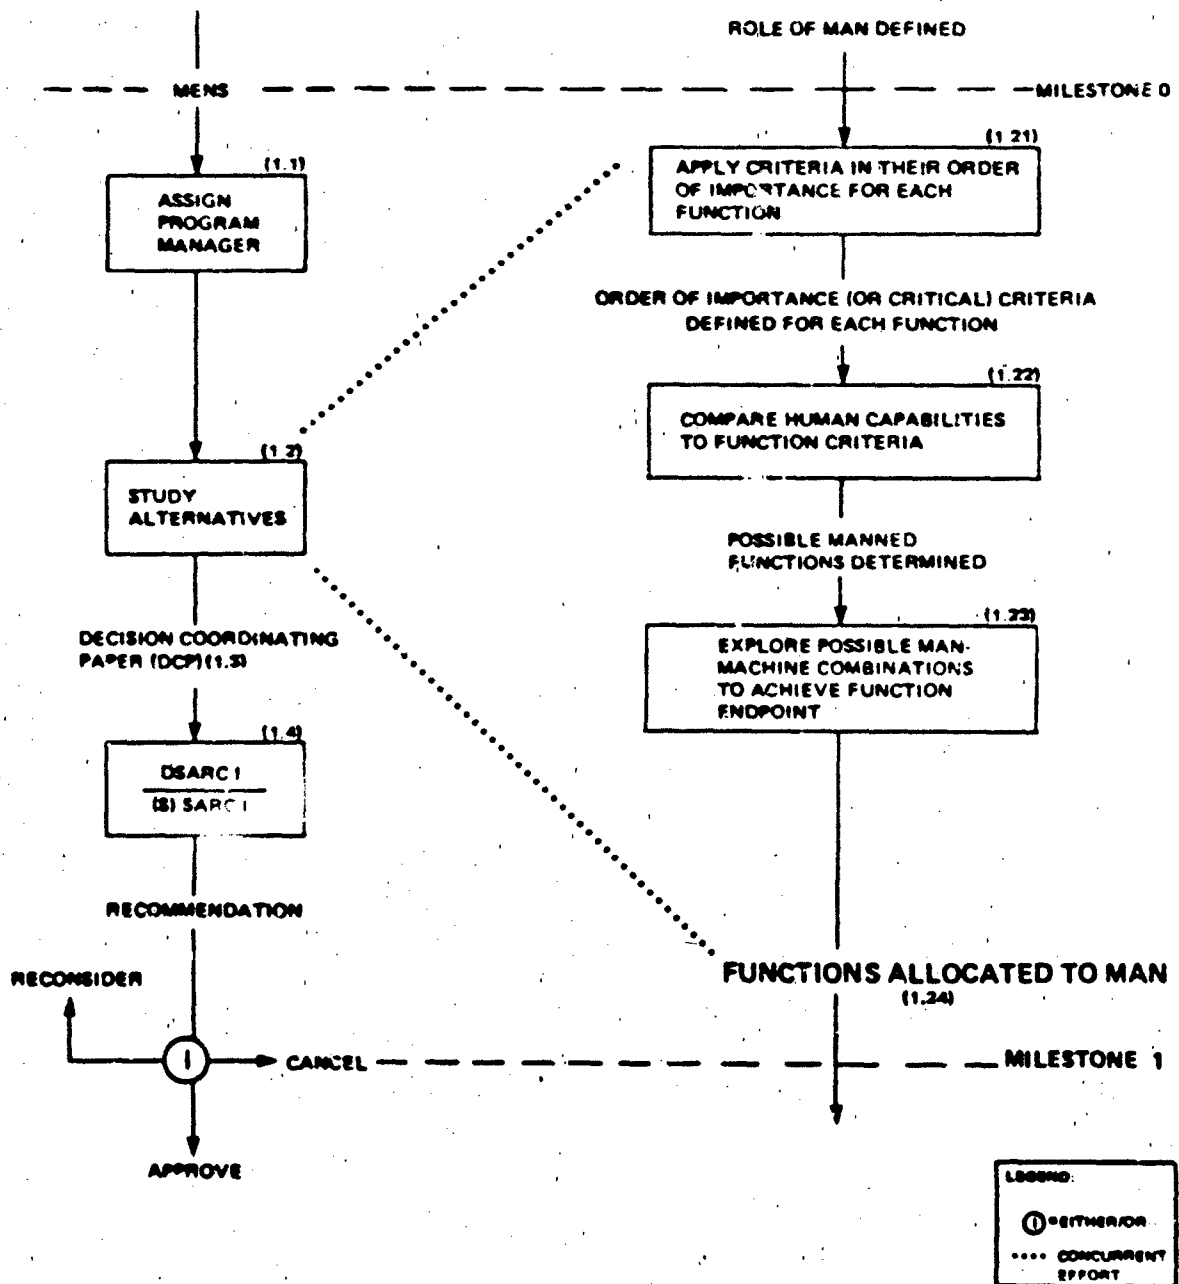 ROLE OF MAN DEFINED
MENS
MILESTONE 0
(1.1)
ASSIGN
PROGRAM
MANAGER
(1.21)
APPLY CRITERIA IN THEIR ORDER
OF IMPORTANCE FOR EACH
FUNCTION
ORDER OF IMPORTANCE (OR CRITICAL) CRITERIA
DEFINED FOR EACH FUNCTION
(1.22)
COMPARE HUMAN CAPABILITIES
TO FUNCTION CRITERIA
(1.2)
STUDY
ALTERNATIVES
POSSIBLE MANNED
FUNCTIONS DETERMINED
(1.23)
EXPLORE POSSIBLE MAN-
MACHINE COMBINATIONS
TO ACHIEVE FUNCTION
ENDPOINT
DECISION COORDINATING
PAPER (DCP) (1.3)
(1.4)
DSARC I
(S) SARC I
RECOMMENDATION
RECONSIDER
FUNCTIONS ALLOCATED TO MAN
(1.24)
I
CANCEL
MILESTONE 1
APPROVE
LEGEND:
I =EITHER/OR
.... CONCURRENT
EFFORT